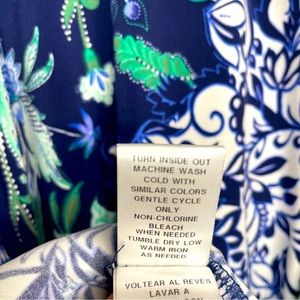 TURN INSIDE OUT
MACHINE WASH
COLD WITH
SIMILAR COLORS
GENTLE CYCLE
ONLY
NON-CHLORINE
BLEACH
WHEN NEEDED
TUMBLE DRY LOW
WARM IRON
AS NEEDED
VOLTEAR AL REVÉS
LAVAR A